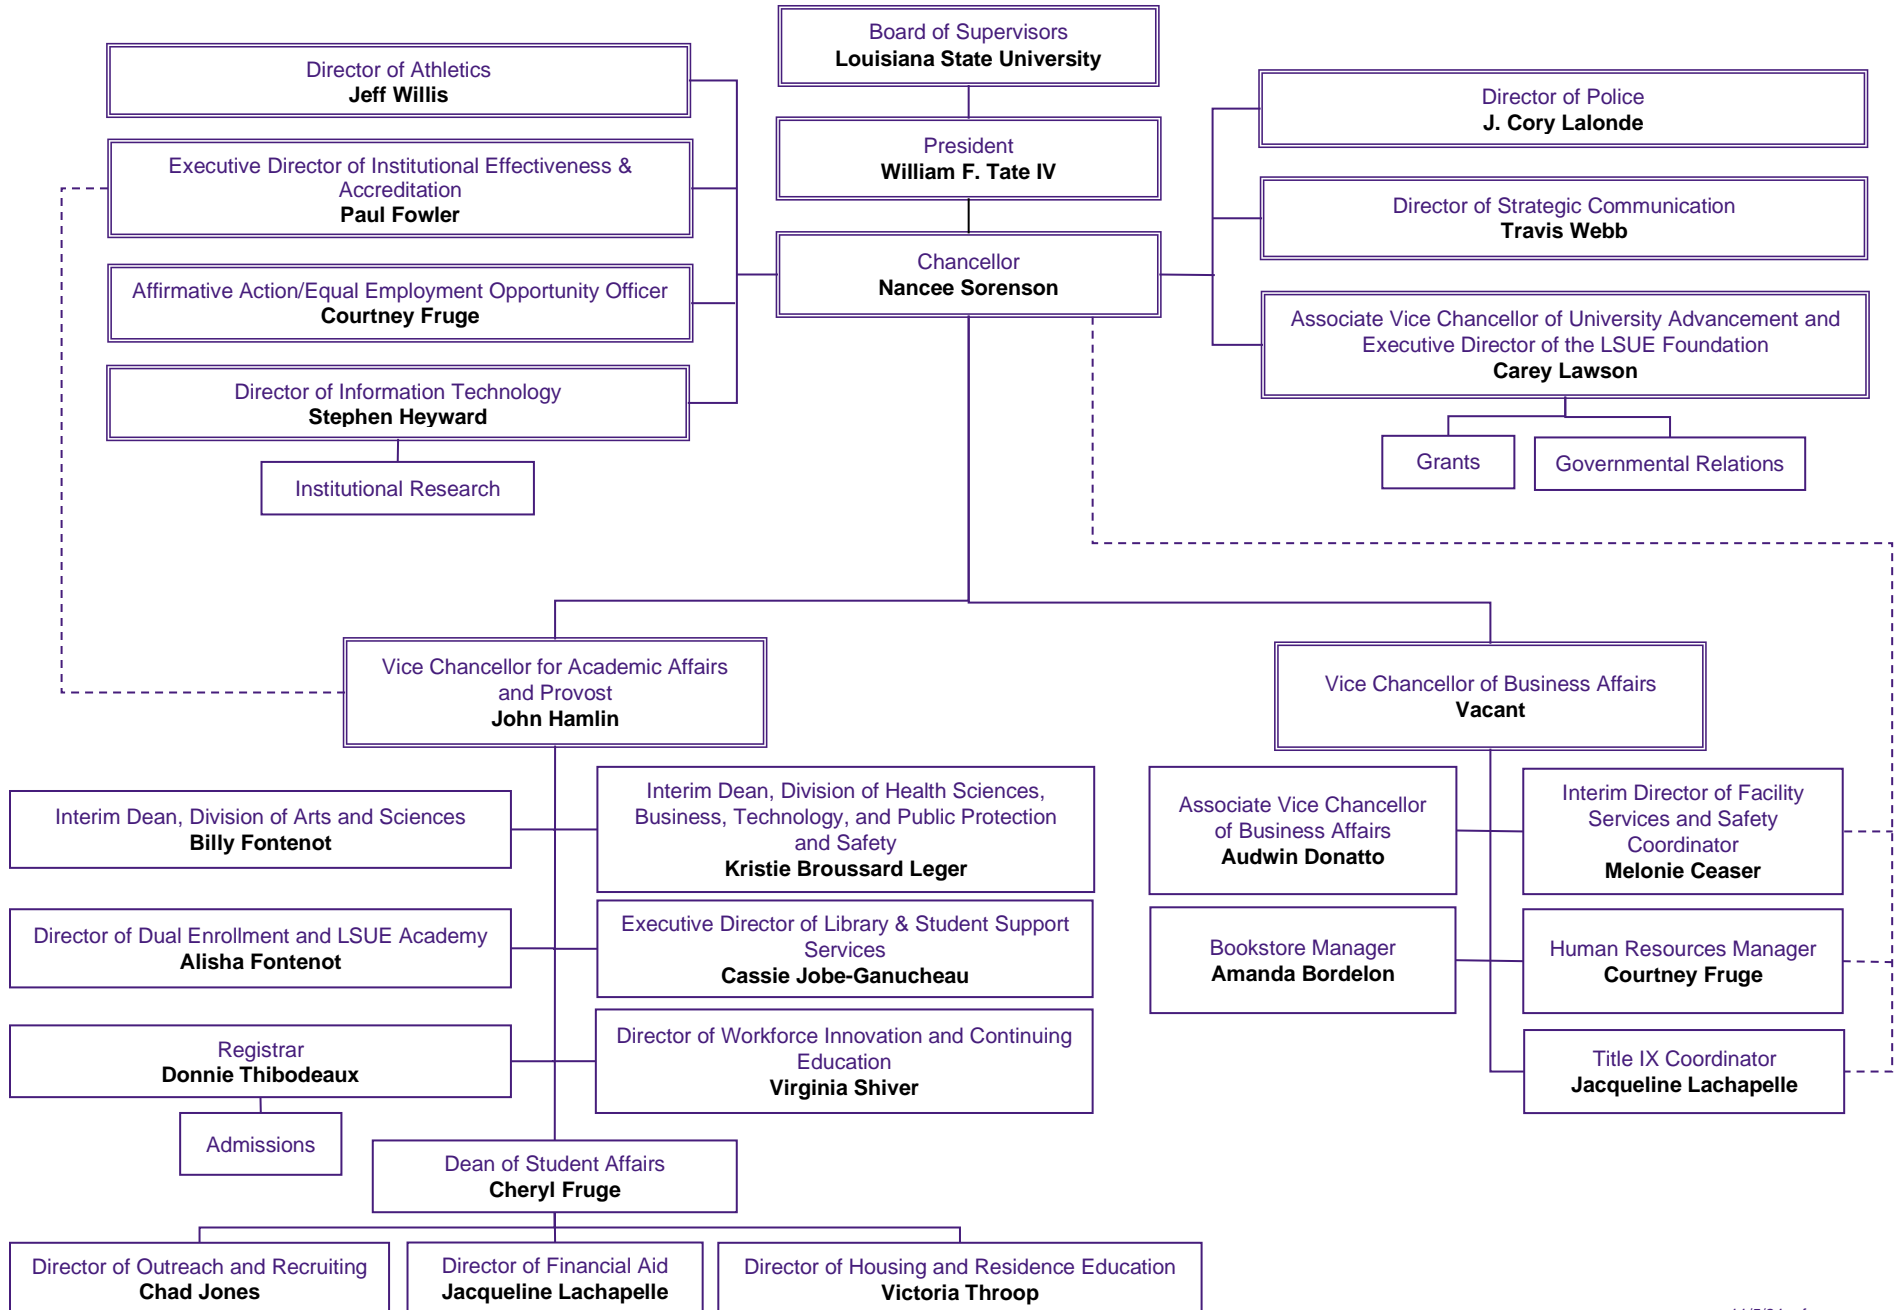 Board of Supervisors
Louisiana State University
Director of Athletics
Jeff Willis
Director of Police
J. Cory Lalonde
President
William F. Tate IV
Executive Director of Institutional Effectiveness &
Accreditation
Paul Fowler
Director of Strategic Communication
Travis Webb
Chancellor
Nancee Sorenson
Affirmative Action/Equal Employment Opportunity Officer
Courtney Fruge
Associate Vice Chancellor of University Advancement and
Executive Director of the LSUE Foundation
Carey Lawson
Director of Information Technology
Stephen Heyward
Grants
Governmental Relations
Institutional Research
Vice Chancellor for Academic Affairs
and Provost
John Hamlin
Vice Chancellor of Business Affairs
Vacant
Interim Dean, Division of Arts and Sciences
Billy Fontenot
Interim Dean, Division of Health Sciences,
Business, Technology, and Public Protection
and Safety
Kristie Broussard Leger
Associate Vice Chancellor
of Business Affairs
Audwin Donatto
Interim Director of Facility
Services and Safety
Coordinator
Melonie Ceaser
Director of Dual Enrollment and LSUE Academy
Alisha Fontenot
Executive Director of Library & Student Support
Services
Cassie Jobe-Ganucheau
Bookstore Manager
Amanda Bordelon
Human Resources Manager
Courtney Fruge
Registrar
Donnie Thibodeaux
Director of Workforce Innovation and Continuing
Education
Virginia Shiver
Title IX Coordinator
Jacqueline Lachapelle
Admissions
Dean of Student Affairs
Cheryl Fruge
Director of Outreach and Recruiting
Chad Jones
Director of Financial Aid
Jacqueline Lachapelle
Director of Housing and Residence Education
Victoria Throop